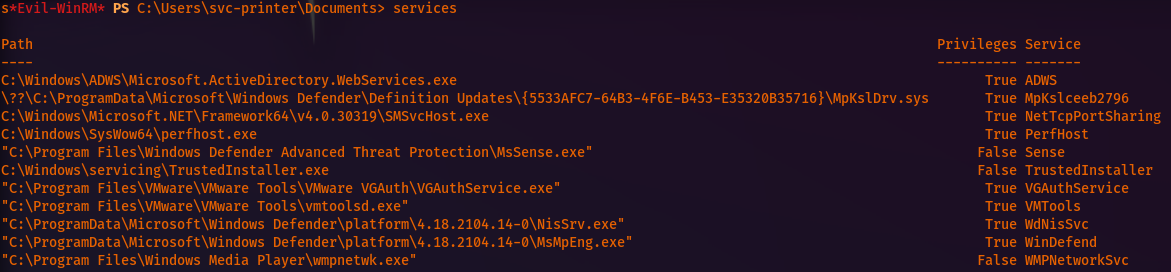 s*Evil-WinRM* PS C:\Users\svc-printer\Documents> services
Path Privileges Service
---- ---------- -------
C:\Windows\ADWS\Microsoft.ActiveDirectory.WebServices.exe True ADWS
\??\C:\ProgramData\Microsoft\Windows Defender\Definition Updates\{5533AFC7-64B3-4F6E-B453-E35320B35716}\MpKslDrv.sys True MpKslceeb2796
C:\Windows\Microsoft.NET\Framework64\v4.0.30319\SMSvcHost.exe True NetTcpPortSharing
C:\Windows\SysWow64\perfhost.exe True PerfHost
"C:\Program Files\Windows Defender Advanced Threat Protection\MsSense.exe" False Sense
C:\Windows\servicing\TrustedInstaller.exe False TrustedInstaller
"C:\Program Files\VMware\VMware Tools\VMware VGAuth\VGAuthService.exe" True VGAuthService
"C:\Program Files\VMware\VMware Tools\vmtoolsd.exe" True VMTools
"C:\ProgramData\Microsoft\Windows Defender\platform\4.18.2104.14-0\NisSrv.exe" True WdNisSvc
"C:\ProgramData\Microsoft\Windows Defender\platform\4.18.2104.14-0\MsMpEng.exe" True WinDefend
"C:\Program Files\Windows Media Player\wmpnetwk.exe" False WMPNetworkSvc